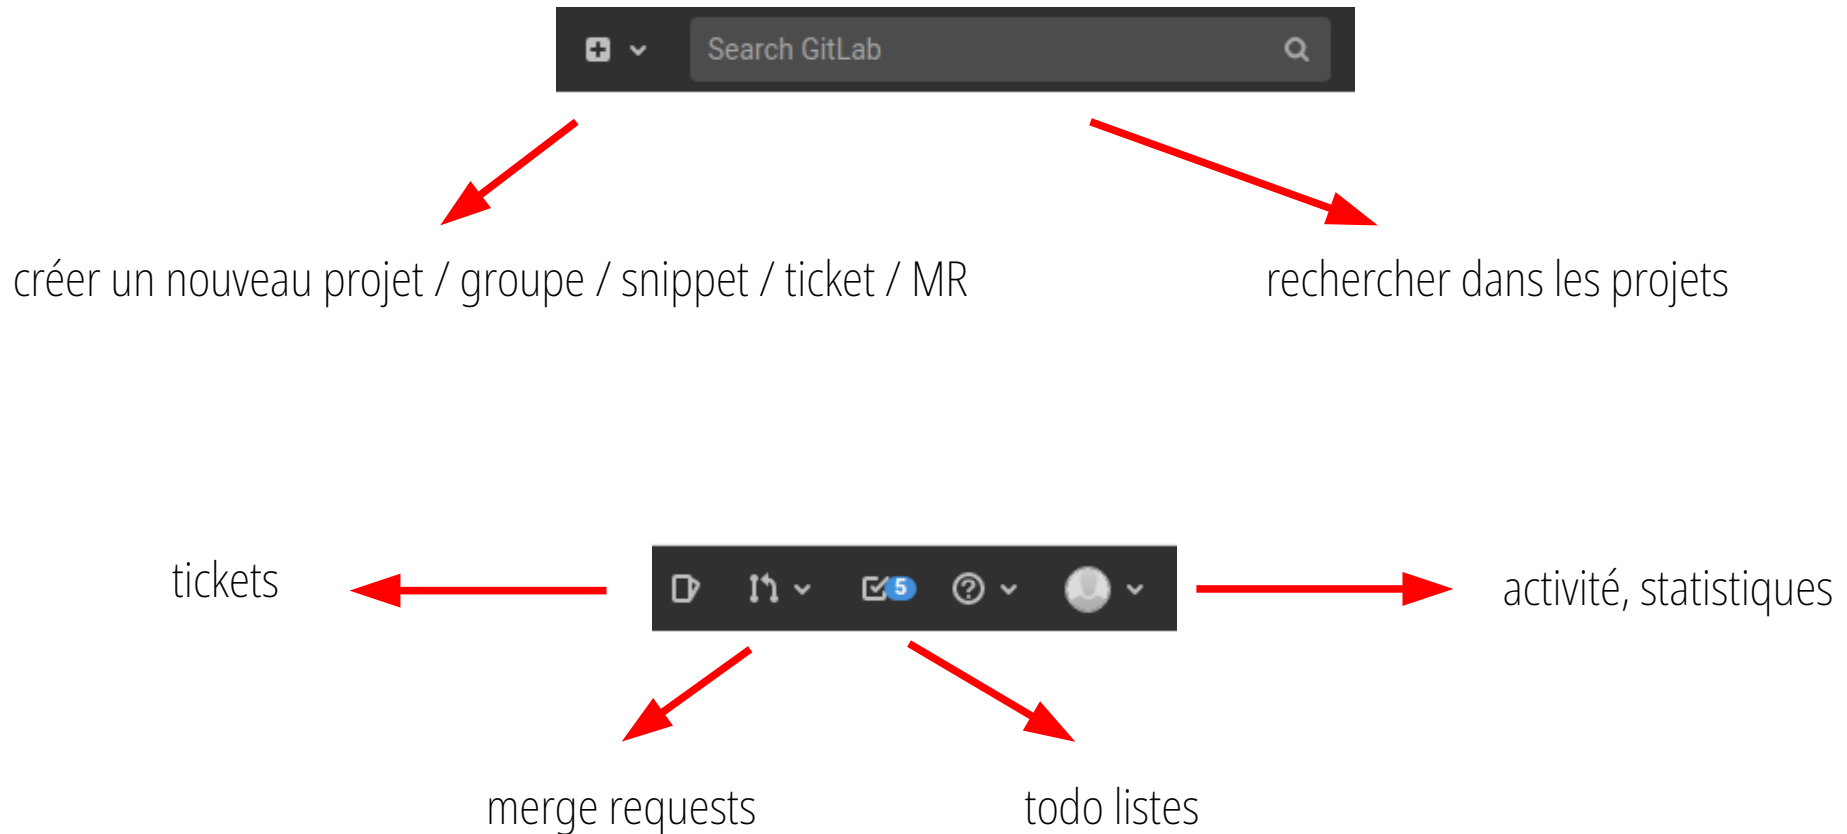 Search GitLab
créer un nouveau projet / groupe / snippet / ticket / MR
rechercher dans les projets
tickets
5
activité, statistiques
merge requests
todo listes